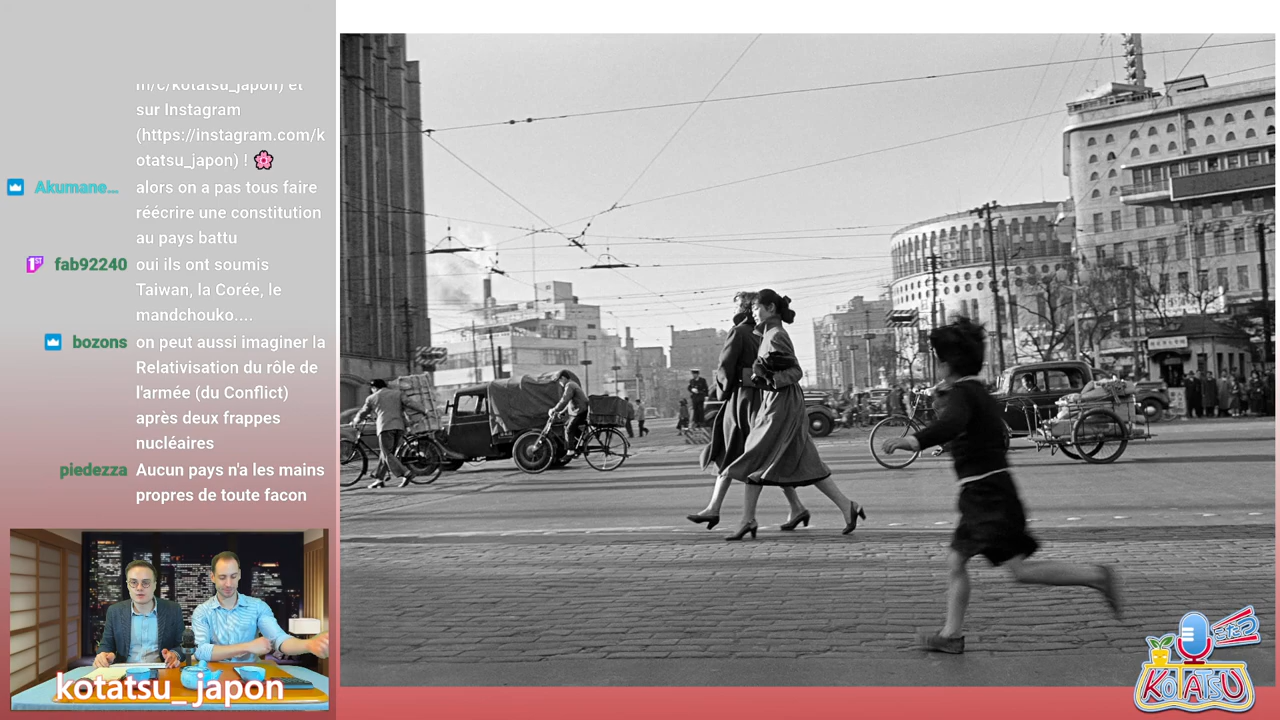 m/c/kotatsu_japon) et
sur Instagram
(https://instagram.com/k
otatsu_japon) ! 🌸
Akumane… alors on a pas tous faire
réécrire une constitution
au pays battu
fab92240 oui ils ont soumis
Taiwan, la Corée, le
mandchouko....
bozons on peut aussi imaginer la
Relativisation du rôle de
l'armée (du Conflict)
après deux frappes
nucléaires
piedezza Aucun pays n'a les mains
propres de toute facon
kotatsu_japon
KOTATSU